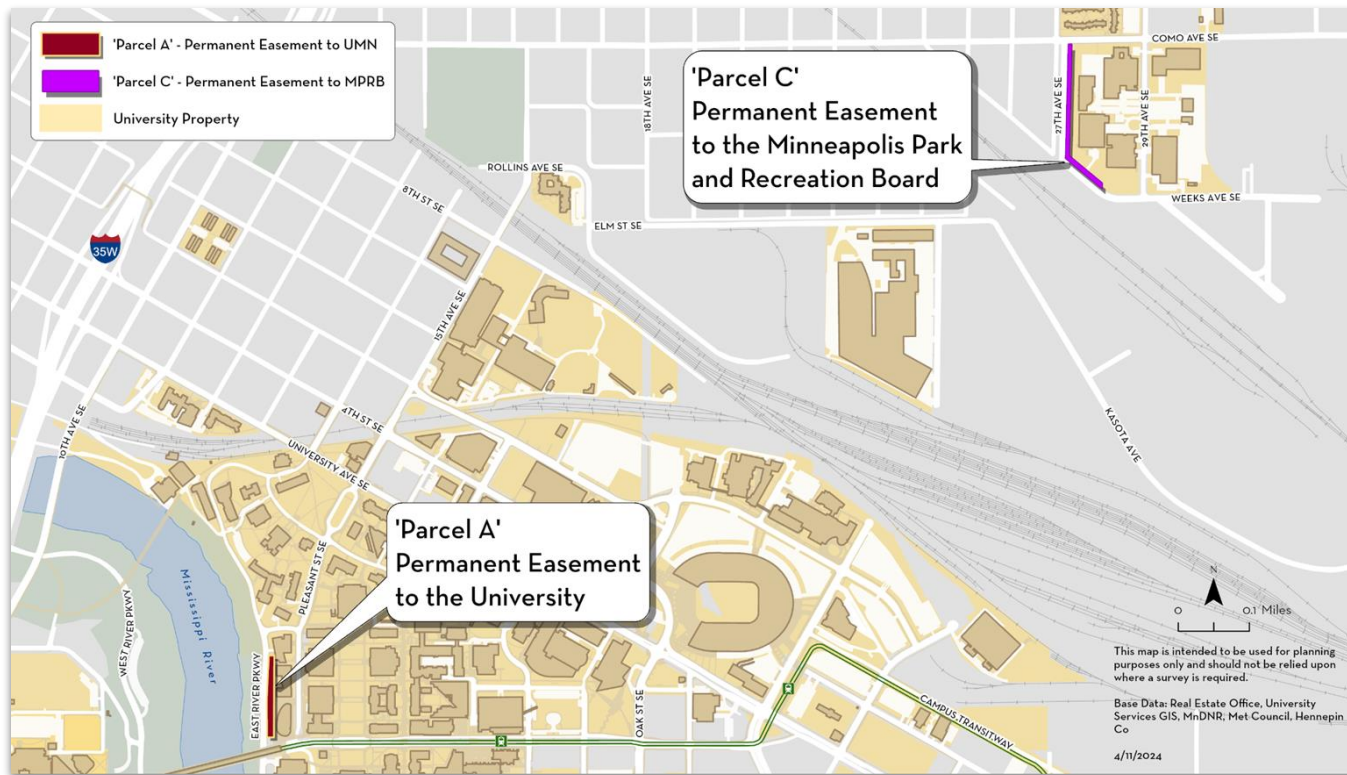 'Parcel A' - Permanent Easement to UMN
'Parcel C' - Permanent Easement to MPRB
University Property
COMO AVE SE
'Parcel C'
Permanent Easement
to the Minneapolis Park
and Recreation Board
18TH AVE SE
27TH AVE SE
29TH AVE SE
ROLLINS AVE SE
8TH ST SE
WEEKS AVE SE
ELM ST SE
35W
15TH AVE SE
4TH ST SE
KASOTA AVE
10TH AVE SE
UNIVERSITY AVE SE
'Parcel A'
Permanent Easement
to the University
Mississippi River
PLEASANT ST SE
WEST RIVER PKWY
EAST RIVER PKWY
OAK ST SE
CAMPUS TRANSITWAY
N
0 0.1 Miles
This map is intended to be used for planning
purposes only and should not be relied upon
where a survey is required.
Base Data: Real Estate Office, University
Services GIS, MnDNR, Met Council, Hennepin
Co
4/11/2024